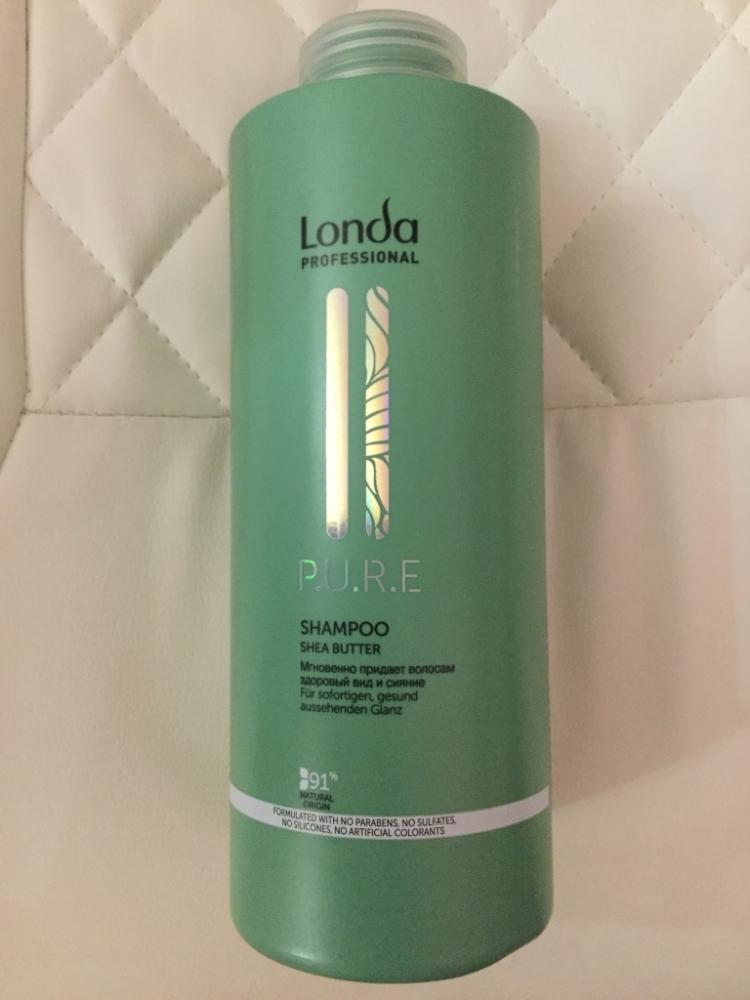 Londa
PROFESSIONAL
P.U.R.E
SHAMPOO
SHEA BUTTER
Мгновенно придает волосам
здоровый вид и сияние
Für sofortigen, gesund
aussehenden Glanz
91%
NATURAL
ORIGIN
FORMULATED WITH NO PARABENS, NO SULFATES,
NO SILICONES, NO ARTIFICIAL COLORANTS